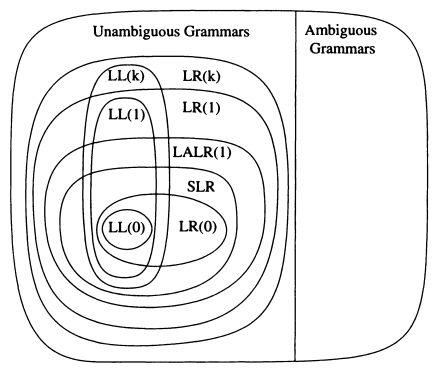 Unambiguous Grammars
Ambiguous
Grammars
LL(k)
LR(k)
LL(1)
LR(1)
LALR(1)
SLR
LL(0)
LR(0)